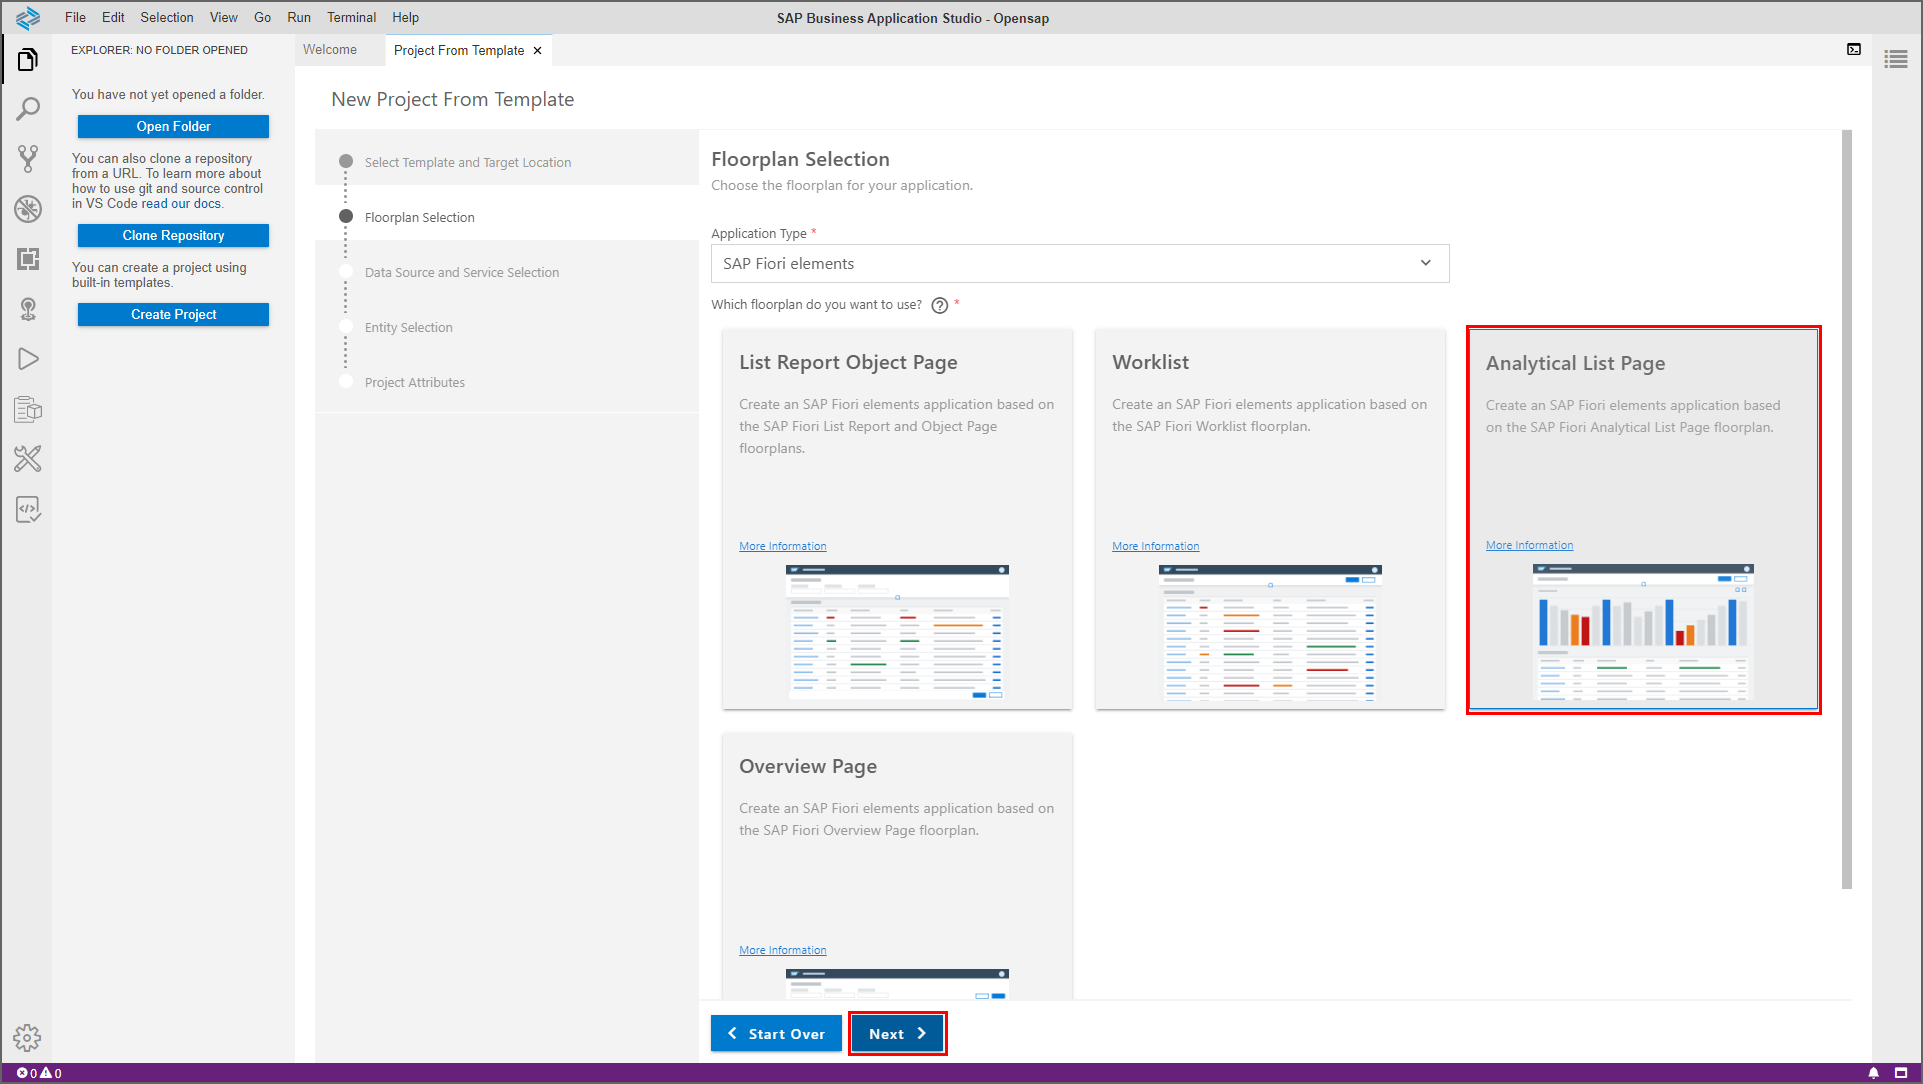 File Edit Selection View Go Run Terminal Help
SAP Business Application Studio - Opensap
EXPLORER: NO FOLDER OPENED
You have not yet opened a folder.
Open Folder
You can also clone a repository
from a URL. To learn more about
how to use git and source control
in VS Code read our docs.
Clone Repository
You can create a project using
built-in templates.
Create Project
Welcome
Project From Template
New Project From Template
Select Template and Target Location
Floorplan Selection
Data Source and Service Selection
Entity Selection
Project Attributes
Floorplan Selection
Choose the floorplan for your application.
Application Type *
SAP Fiori elements
Which floorplan do you want to use? ? *
List Report Object Page
Create an SAP Fiori elements application based on
the SAP Fiori List Report and Object Page
floorplans.
More Information
Worklist
Create an SAP Fiori elements application based on
the SAP Fiori Worklist floorplan.
More Information
Analytical List Page
Create an SAP Fiori elements application based
on the SAP Fiori Analytical List Page floorplan.
More Information
Overview Page
Create an SAP Fiori elements application based on
the SAP Fiori Overview Page floorplan.
More Information
Start Over
Next
0 0